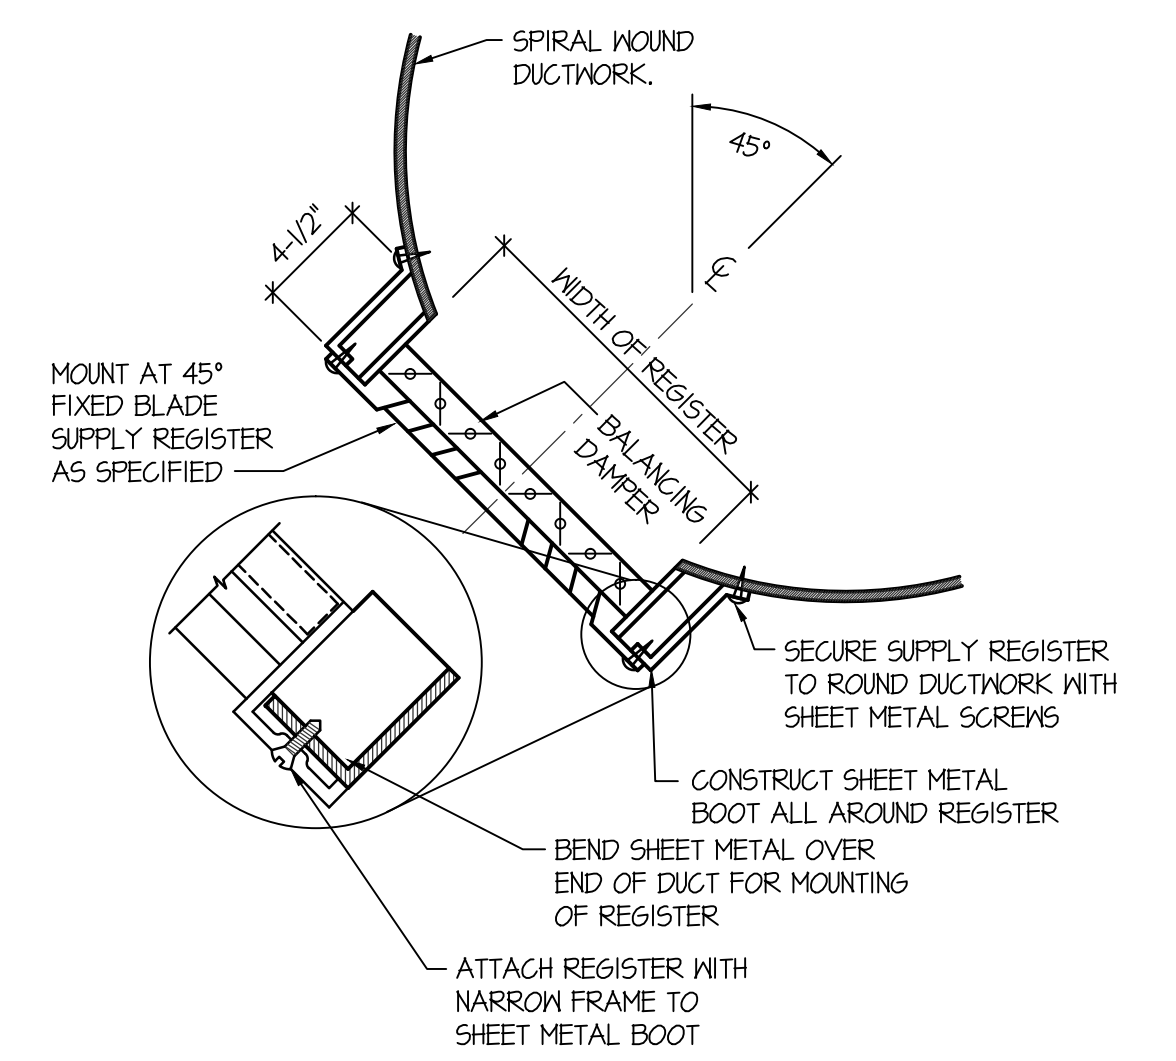 SPIRAL WOUND
DUCTWORK.
45°
4-1/2"
℄
WIDTH OF REGISTER
MOUNT AT 45°
FIXED BLADE
SUPPLY REGISTER
AS SPECIFIED
BALANCING
DAMPER
SECURE SUPPLY REGISTER
TO ROUND DUCTWORK WITH
SHEET METAL SCREWS
CONSTRUCT SHEET METAL
BOOT ALL AROUND REGISTER
BEND SHEET METAL OVER
END OF DUCT FOR MOUNTING
OF REGISTER
ATTACH REGISTER WITH
NARROW FRAME TO
SHEET METAL BOOT